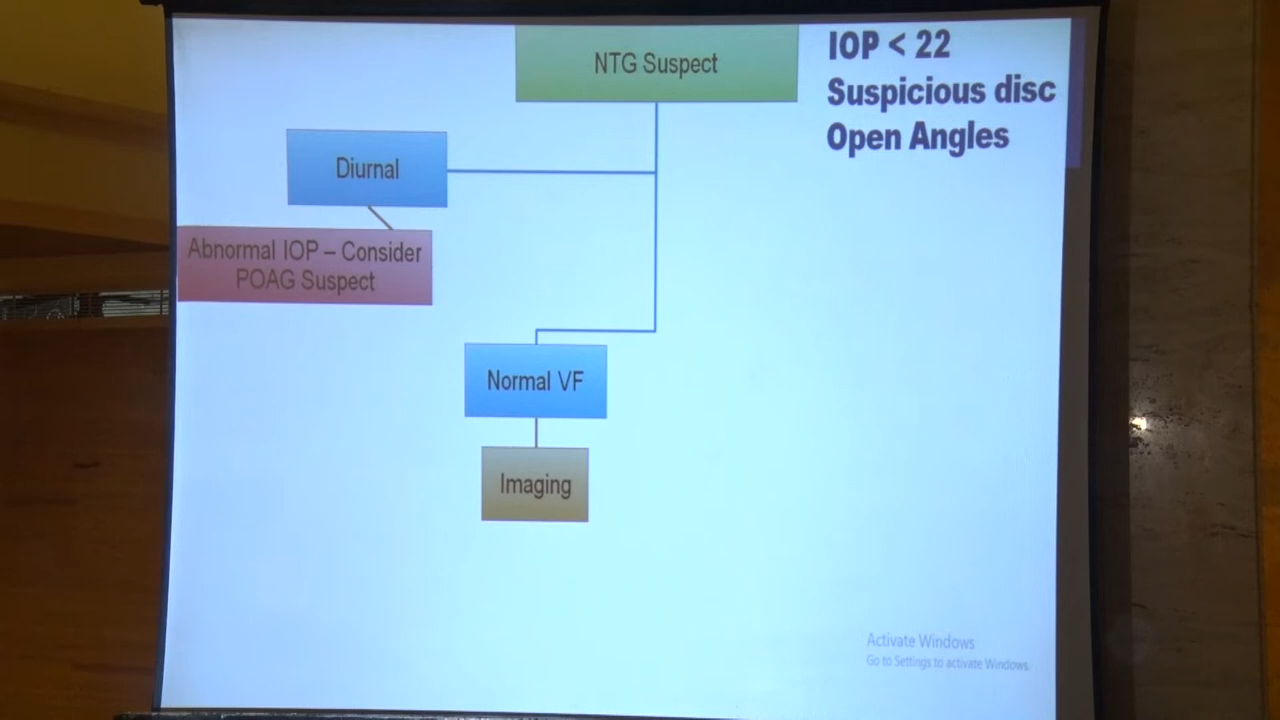 NTG Suspect
IOP < 22
Suspicious disc
Open Angles
Diurnal
Abnormal IOP – Consider
POAG Suspect
Normal VF
Imaging
Activate Windows
Go to Settings to activate Windows.